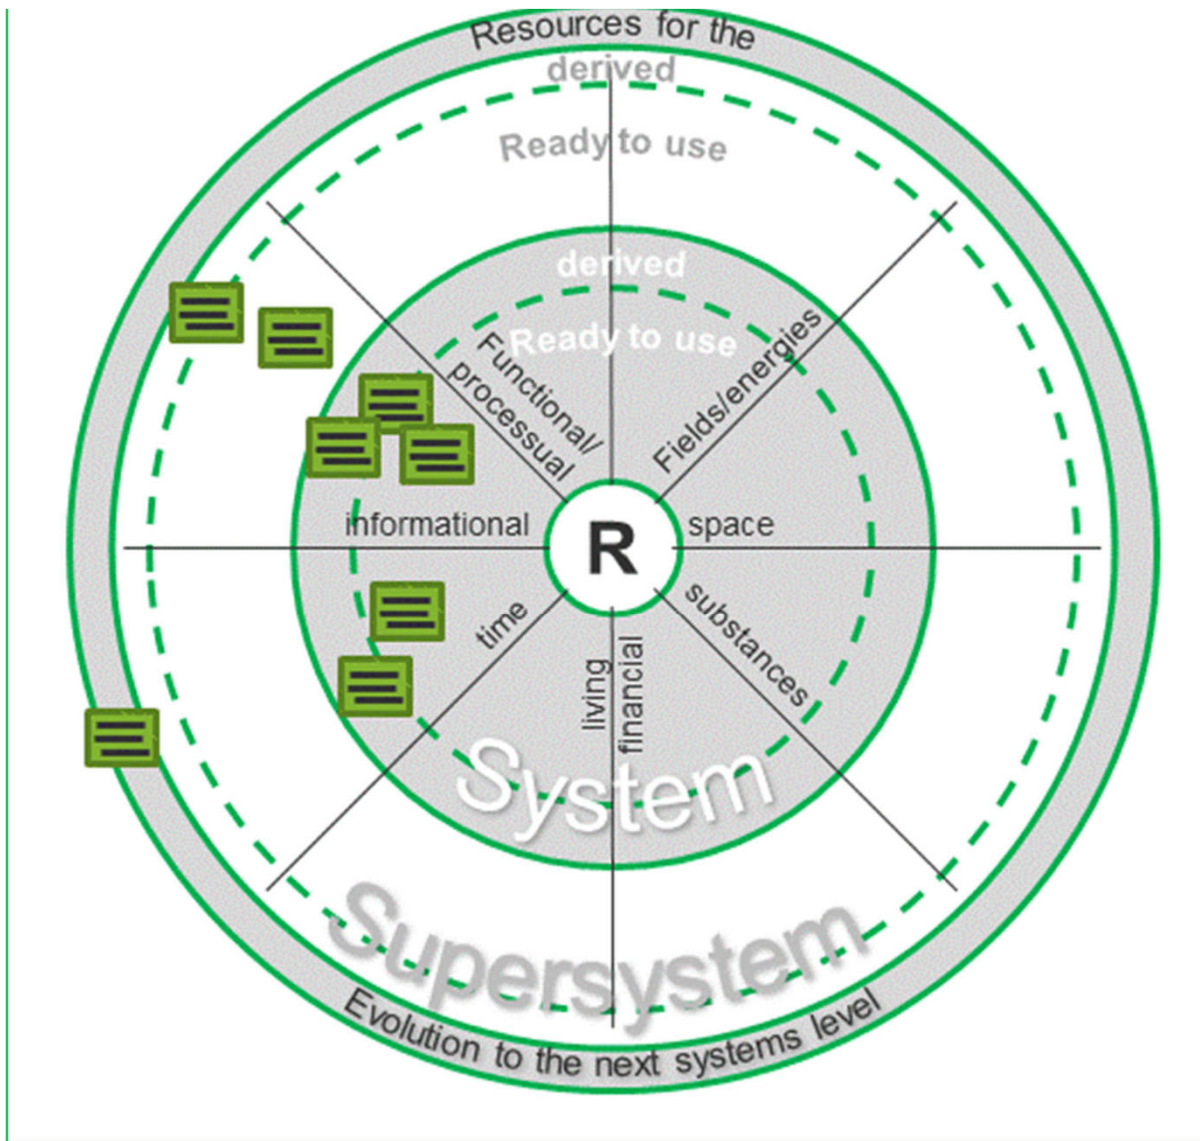 Resources for the
derived
Ready to use
derived
Ready to use
Functional/
processual
Fields/energies
informational
R
space
time
substances
living
financial
System
Supersystem
Evolution to the next systems level